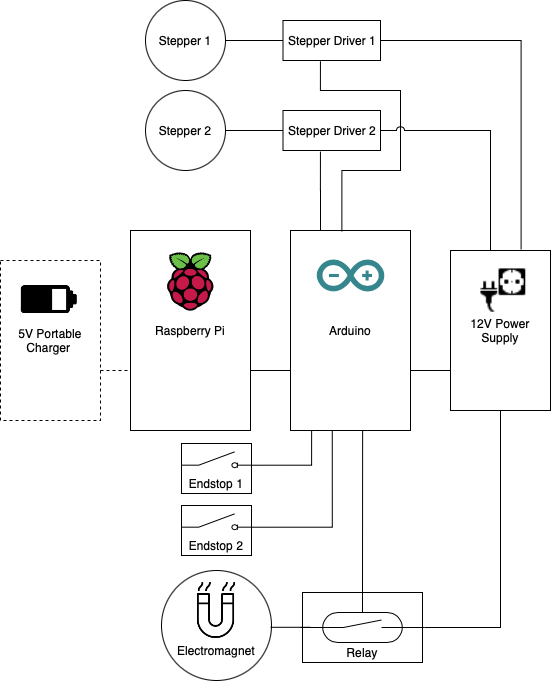 Stepper 1
Stepper Driver 1
Stepper 2
Stepper Driver 2
5V Portable
Charger
Raspberry Pi
Arduino
12V Power
Supply
Endstop 1
Endstop 2
Electromagnet
Relay